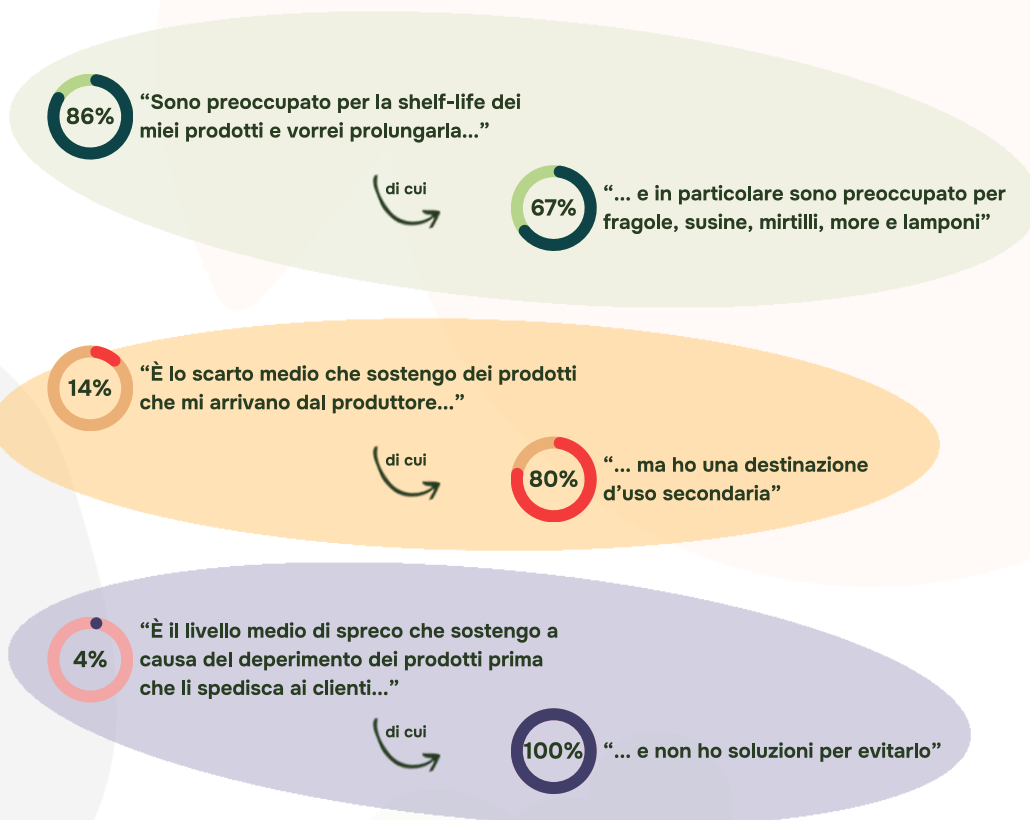 86%
“Sono preoccupato per la shelf-life dei
miei prodotti e vorrei prolungarla...”
di cui
67%
“... e in particolare sono preoccupato per
fragole, susine, mirtilli, more e lamponi”
14%
“È lo scarto medio che sostengo dei prodotti
che mi arrivano dal produttore...”
di cui
80%
“... ma ho una destinazione
d’uso secondaria”
4%
“È il livello medio di spreco che sostengo a
causa del deperimento dei prodotti prima
che li spedisca ai clienti...”
di cui
100%
“... e non ho soluzioni per evitarlo”